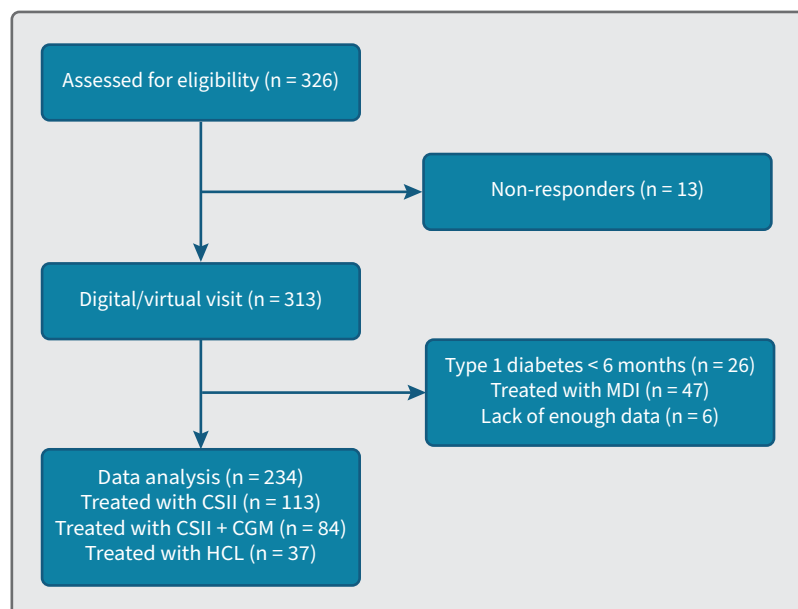 Assessed for eligibility (n = 326)
Non-responders (n = 13)
Digital/virtual visit (n = 313)
Type 1 diabetes < 6 months (n = 26)
Treated with MDI (n = 47)
Lack of enough data (n = 6)
Data analysis (n = 234)
Treated with CSII (n = 113)
Treated with CSII + CGM (n = 84)
Treated with HCL (n = 37)